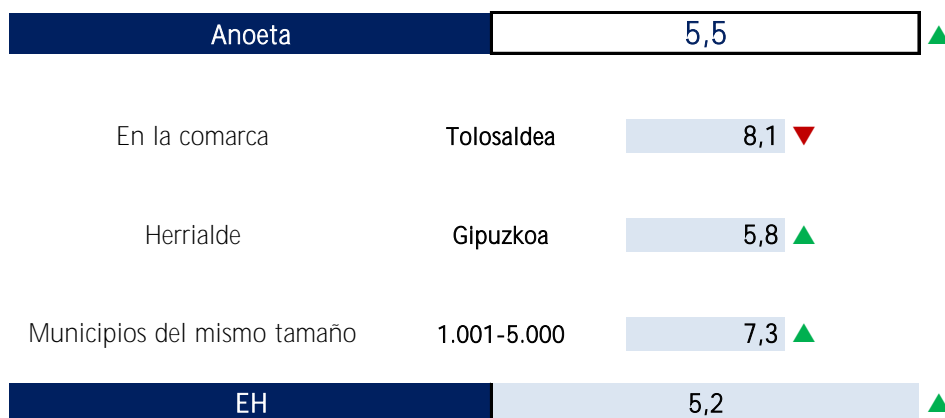 Anoeta 5,5 ▲
En la comarca Tolosaldea 8,1 ▼
Herrialde Gipuzkoa 5,8 ▲
Municipios del mismo tamaño 1.001-5.000 7,3 ▲
EH 5,2 ▲